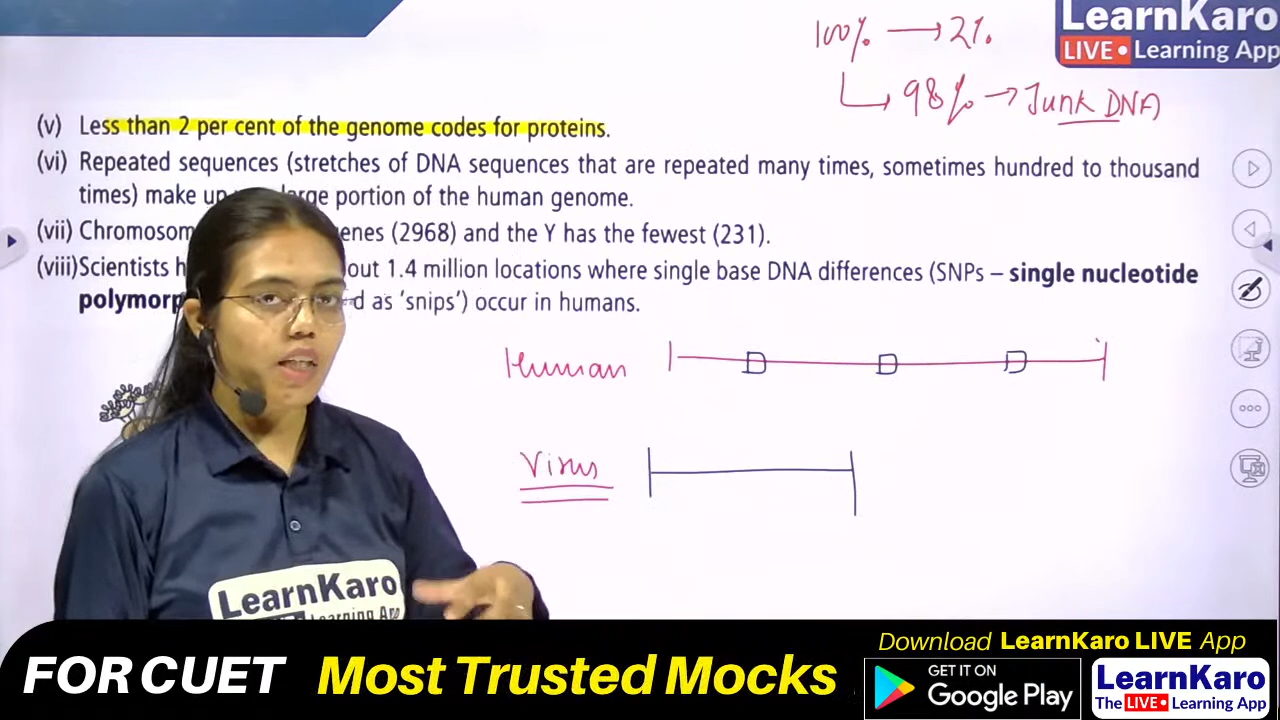 100% → 2%
↳ 98% → Junk DNA
LearnKaro
LIVE • Learning App
(v) Less than 2 per cent of the genome codes for proteins.
(vi) Repeated sequences (stretches of DNA sequences that are repeated many times, sometimes hundred to thousand
times) make up large portion of the human genome.
(vii) Chromosom enes (2968) and the Y has the fewest (231).
(viii) Scientists h out 1.4 million locations where single base DNA differences (SNPs – single nucleotide
polymorp d as ‘snips’) occur in humans.
Human
Virus
LearnKaro
Learning App
FOR CUET Most Trusted Mocks
Download LearnKaro LIVE App
GET IT ON
Google Play
LearnKaro
The LIVE • Learning App